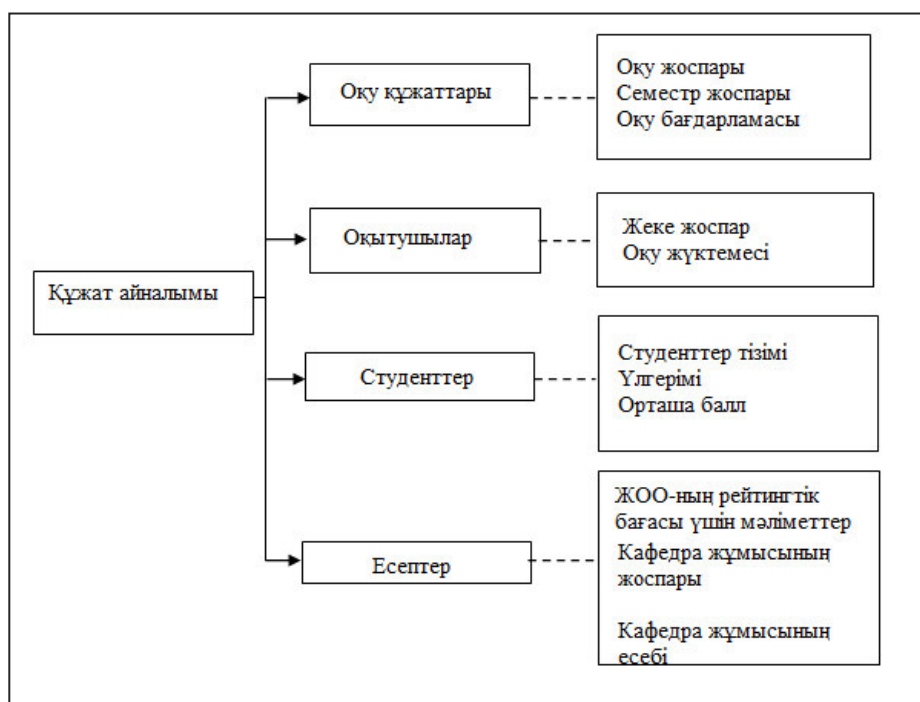 Құжат айналымы
Оқу құжаттары
Оқу жоспары
Семестр жоспары
Оқу бағдарламасы
Оқытушылар
Жеке жоспар
Оқу жүктемесі
Студенттер
Студенттер тізімі
Үлгерімі
Орташа балл
Есептер
ЖОО-ның рейтингтік
бағасы үшін мәліметтер
Кафедра жұмысының
жоспары
Кафедра жұмысының
есебі